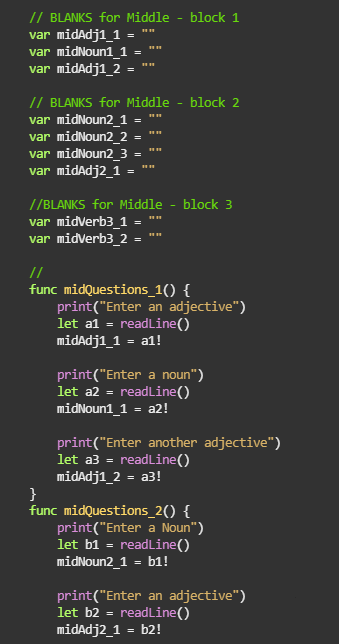 // BLANKS for Middle - block 1
var midAdj1_1 = ""
var midNoun1_1 = ""
var midAdj1_2 = ""
// BLANKS for Middle - block 2
var midNoun2_1 = ""
var midNoun2_2 = ""
var midNoun2_3 = ""
var midAdj2_1 = ""
//BLANKS for Middle - block 3
var midVerb3_1 = ""
var midVerb3_2 = ""
//
func midQuestions_1() {
print("Enter an adjective")
let a1 = readLine()
midAdj1_1 = a1!
print("Enter a noun")
let a2 = readLine()
midNoun1_1 = a2!
print("Enter another adjective")
let a3 = readLine()
midAdj1_2 = a3!
}
func midQuestions_2() {
print("Enter a Noun")
let b1 = readLine()
midNoun2_1 = b1!
print("Enter an adjective")
let b2 = readLine()
midAdj2_1 = b2!